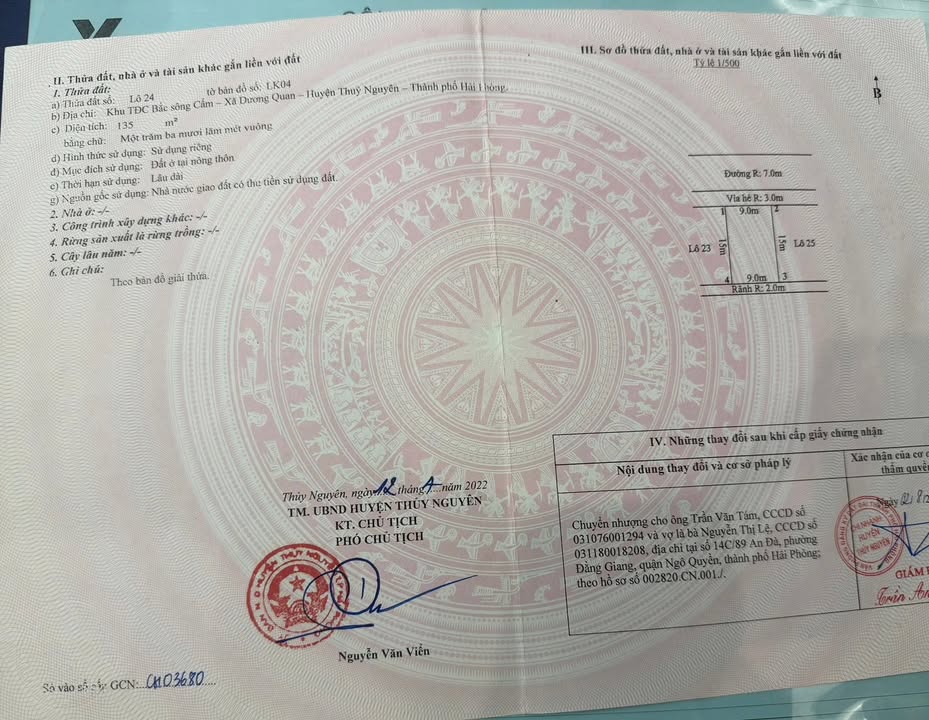 II. Thửa đất, nhà ở và tài sản khác gắn liền với đất
1. Thửa đất:
a) Thửa đất số: Lô 24 tờ bản đồ số: LK04
b) Địa chỉ: Khu TĐC Bắc sông Cấm – Xã Dương Quan – Huyện Thuỷ Nguyên – Thành phố Hải Phòng.
c) Diện tích: 135 m²
bằng chữ: Một trăm ba mươi lăm mét vuông
d) Hình thức sử dụng: Sử dụng riêng
đ) Mục đích sử dụng: Đất ở tại nông thôn
e) Thời hạn sử dụng: Lâu dài
g) Nguồn gốc sử dụng: Nhà nước giao đất có thu tiền sử dụng đất.
2. Nhà ở: -/-
3. Công trình xây dựng khác: -/-
4. Rừng sản xuất là rừng trồng: -/-
5. Cây lâu năm: -/-
6. Ghi chú:
Theo bản đồ giải thửa.
Thủy Nguyên, ngày 12 tháng 7 năm 2022
TM. UBND HUYỆN THỦY NGUYÊN
KT. CHỦ TỊCH
PHÓ CHỦ TỊCH
Nguyễn Văn Viển
Số vào sổ cấp GCN: CH03680
III. Sơ đồ thửa đất, nhà ở và tài sản khác gắn liền với đất
Tỷ lệ 1/500
B
Đường R: 7.0m
Vỉa hè R: 3.0m
1 9.0m 2
Lô 23 15m 15m Lô 25
4 9.0m 3
Rãnh R: 2.0m
IV. Những thay đổi sau khi cấp giấy chứng nhận
Nội dung thay đổi và cơ sở pháp lý
Xác nhận của cơ
thẩm quyền
Chuyển nhượng cho ông Trần Văn Tám, CCCD số
031076001294 và vợ là bà Nguyễn Thị Lệ, CCCD số
031180018208, địa chỉ tại số 14C/89 An Đà, phường
Đằng Giang, quận Ngô Quyền, thành phố Hải Phòng;
theo hồ sơ số 002820.CN.001./.
Ngày
CHI NHÁNH
HUYỆN
THỦY NGUYÊN
GIÁM
Trần